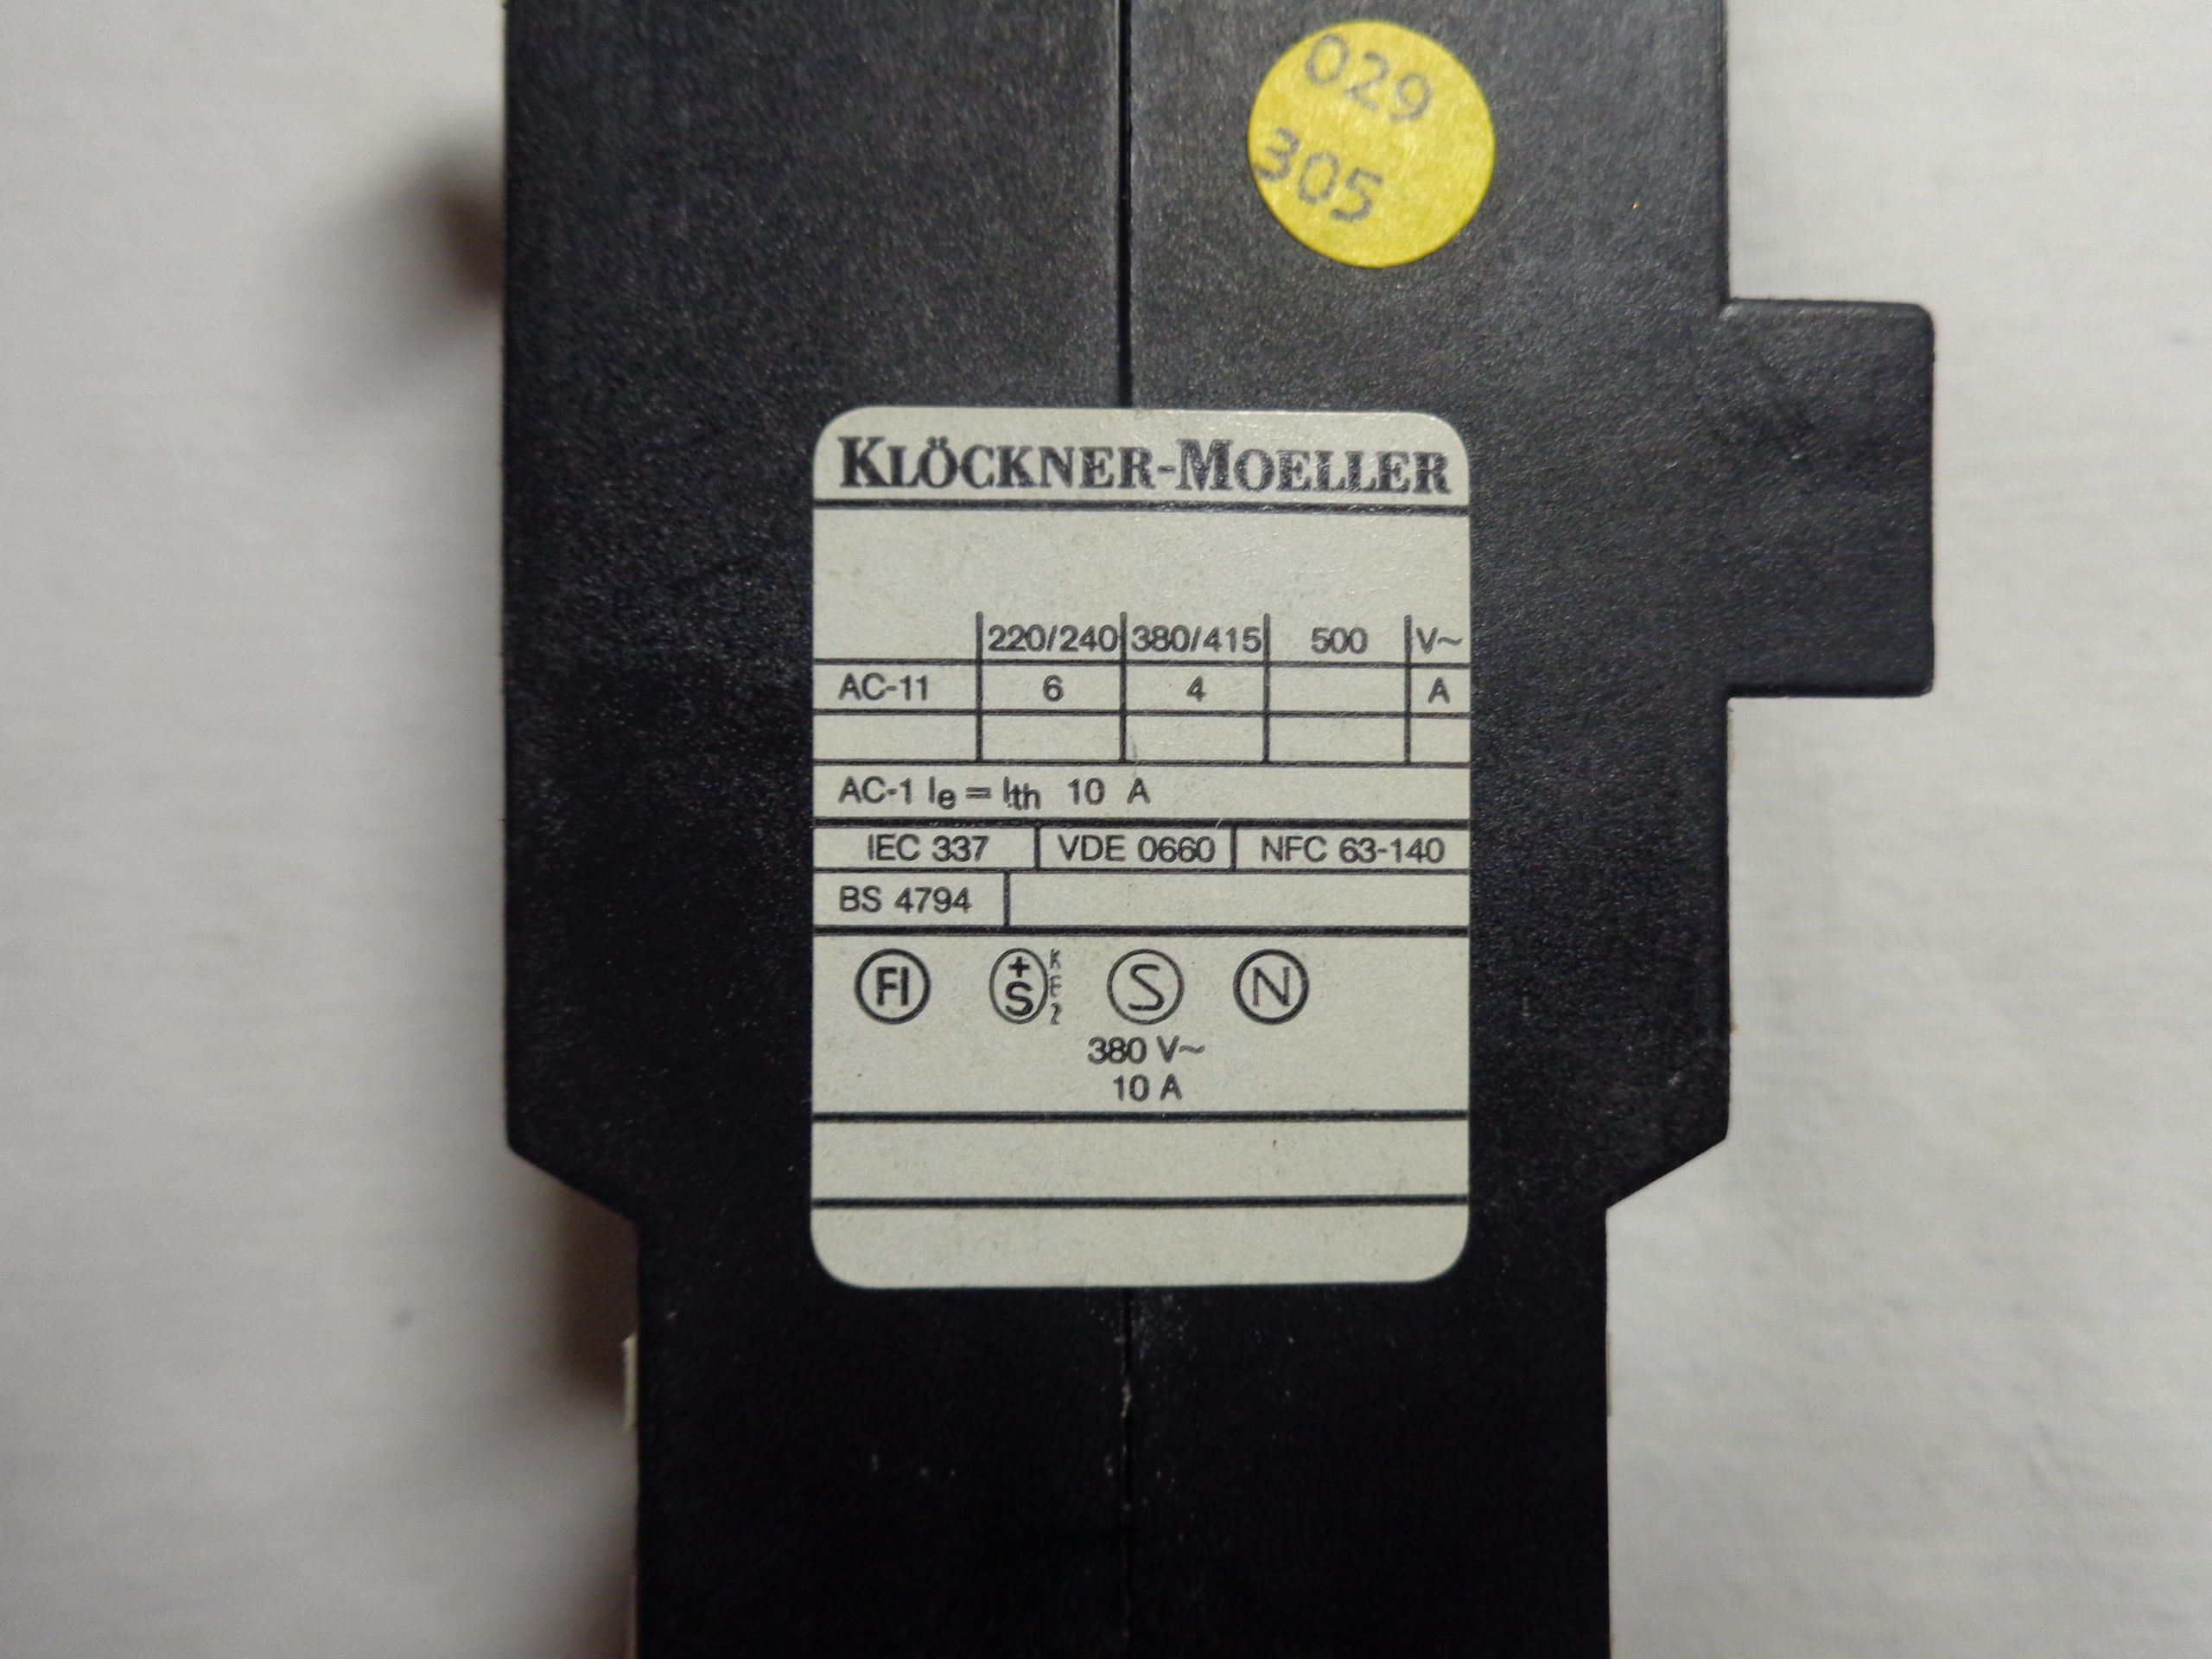 029
305
KLÖCKNER-MOELLER
220/240 380/415 500 V~
AC-11 6 4 A
AC-1 Ie = Ith 10 A
IEC 337 VDE 0660 NFC 63-140
BS 4794
FI +S S N
380 V~
10 A